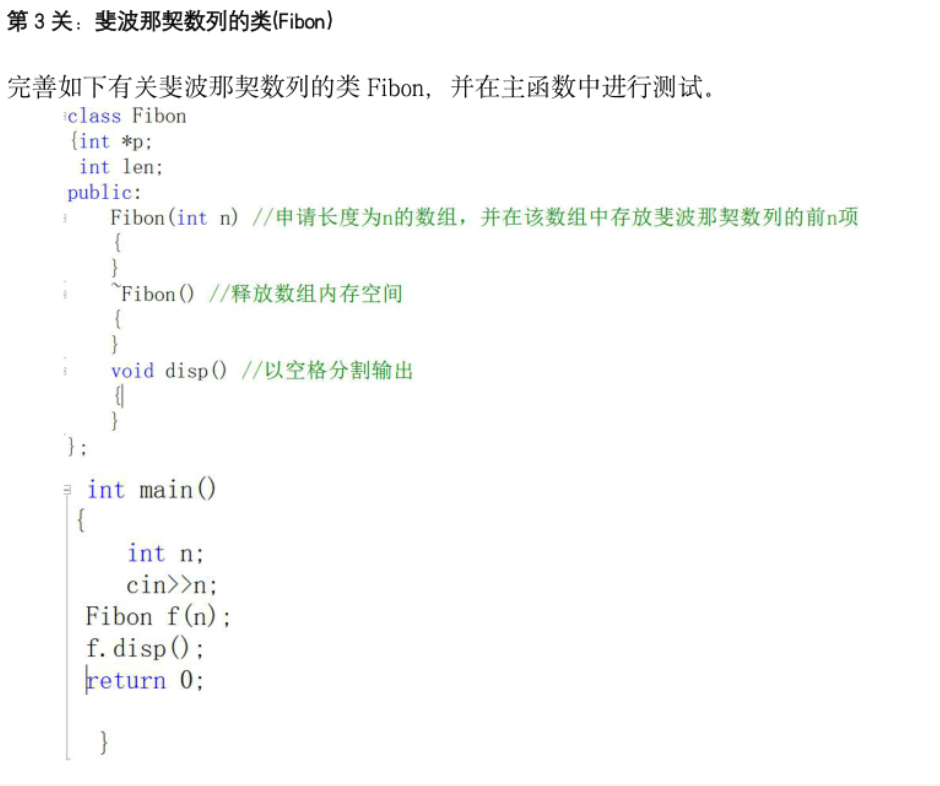 第 3 关：斐波那契数列的类(Fibon)
完善如下有关斐波那契数列的类 Fibon，并在主函数中进行测试。
class Fibon
{int *p;
int len;
public:
Fibon(int n) //申请长度为n的数组，并在该数组中存放斐波那契数列的前n项
{
}
~Fibon() //释放数组内存空间
{
}
void disp() //以空格分割输出
{
}
};
int main()
{
int n;
cin>>n;
Fibon f(n);
f.disp();
return 0;
}